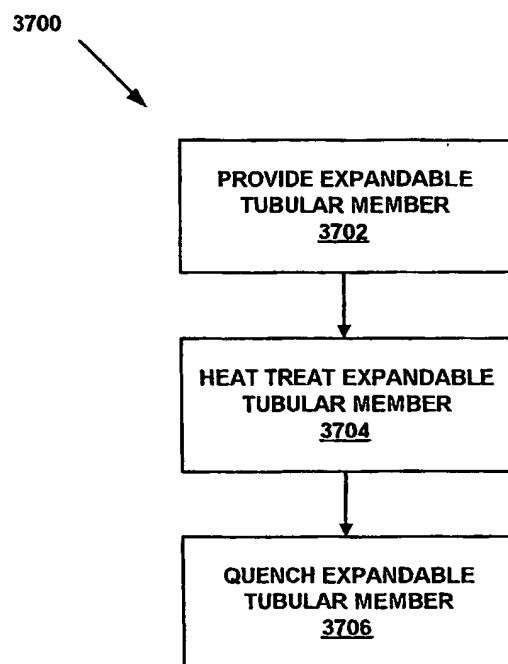 3700
PROVIDE EXPANDABLE
TUBULAR MEMBER
3702
HEAT TREAT EXPANDABLE
TUBULAR MEMBER
3704
QUENCH EXPANDABLE
TUBULAR MEMBER
3706